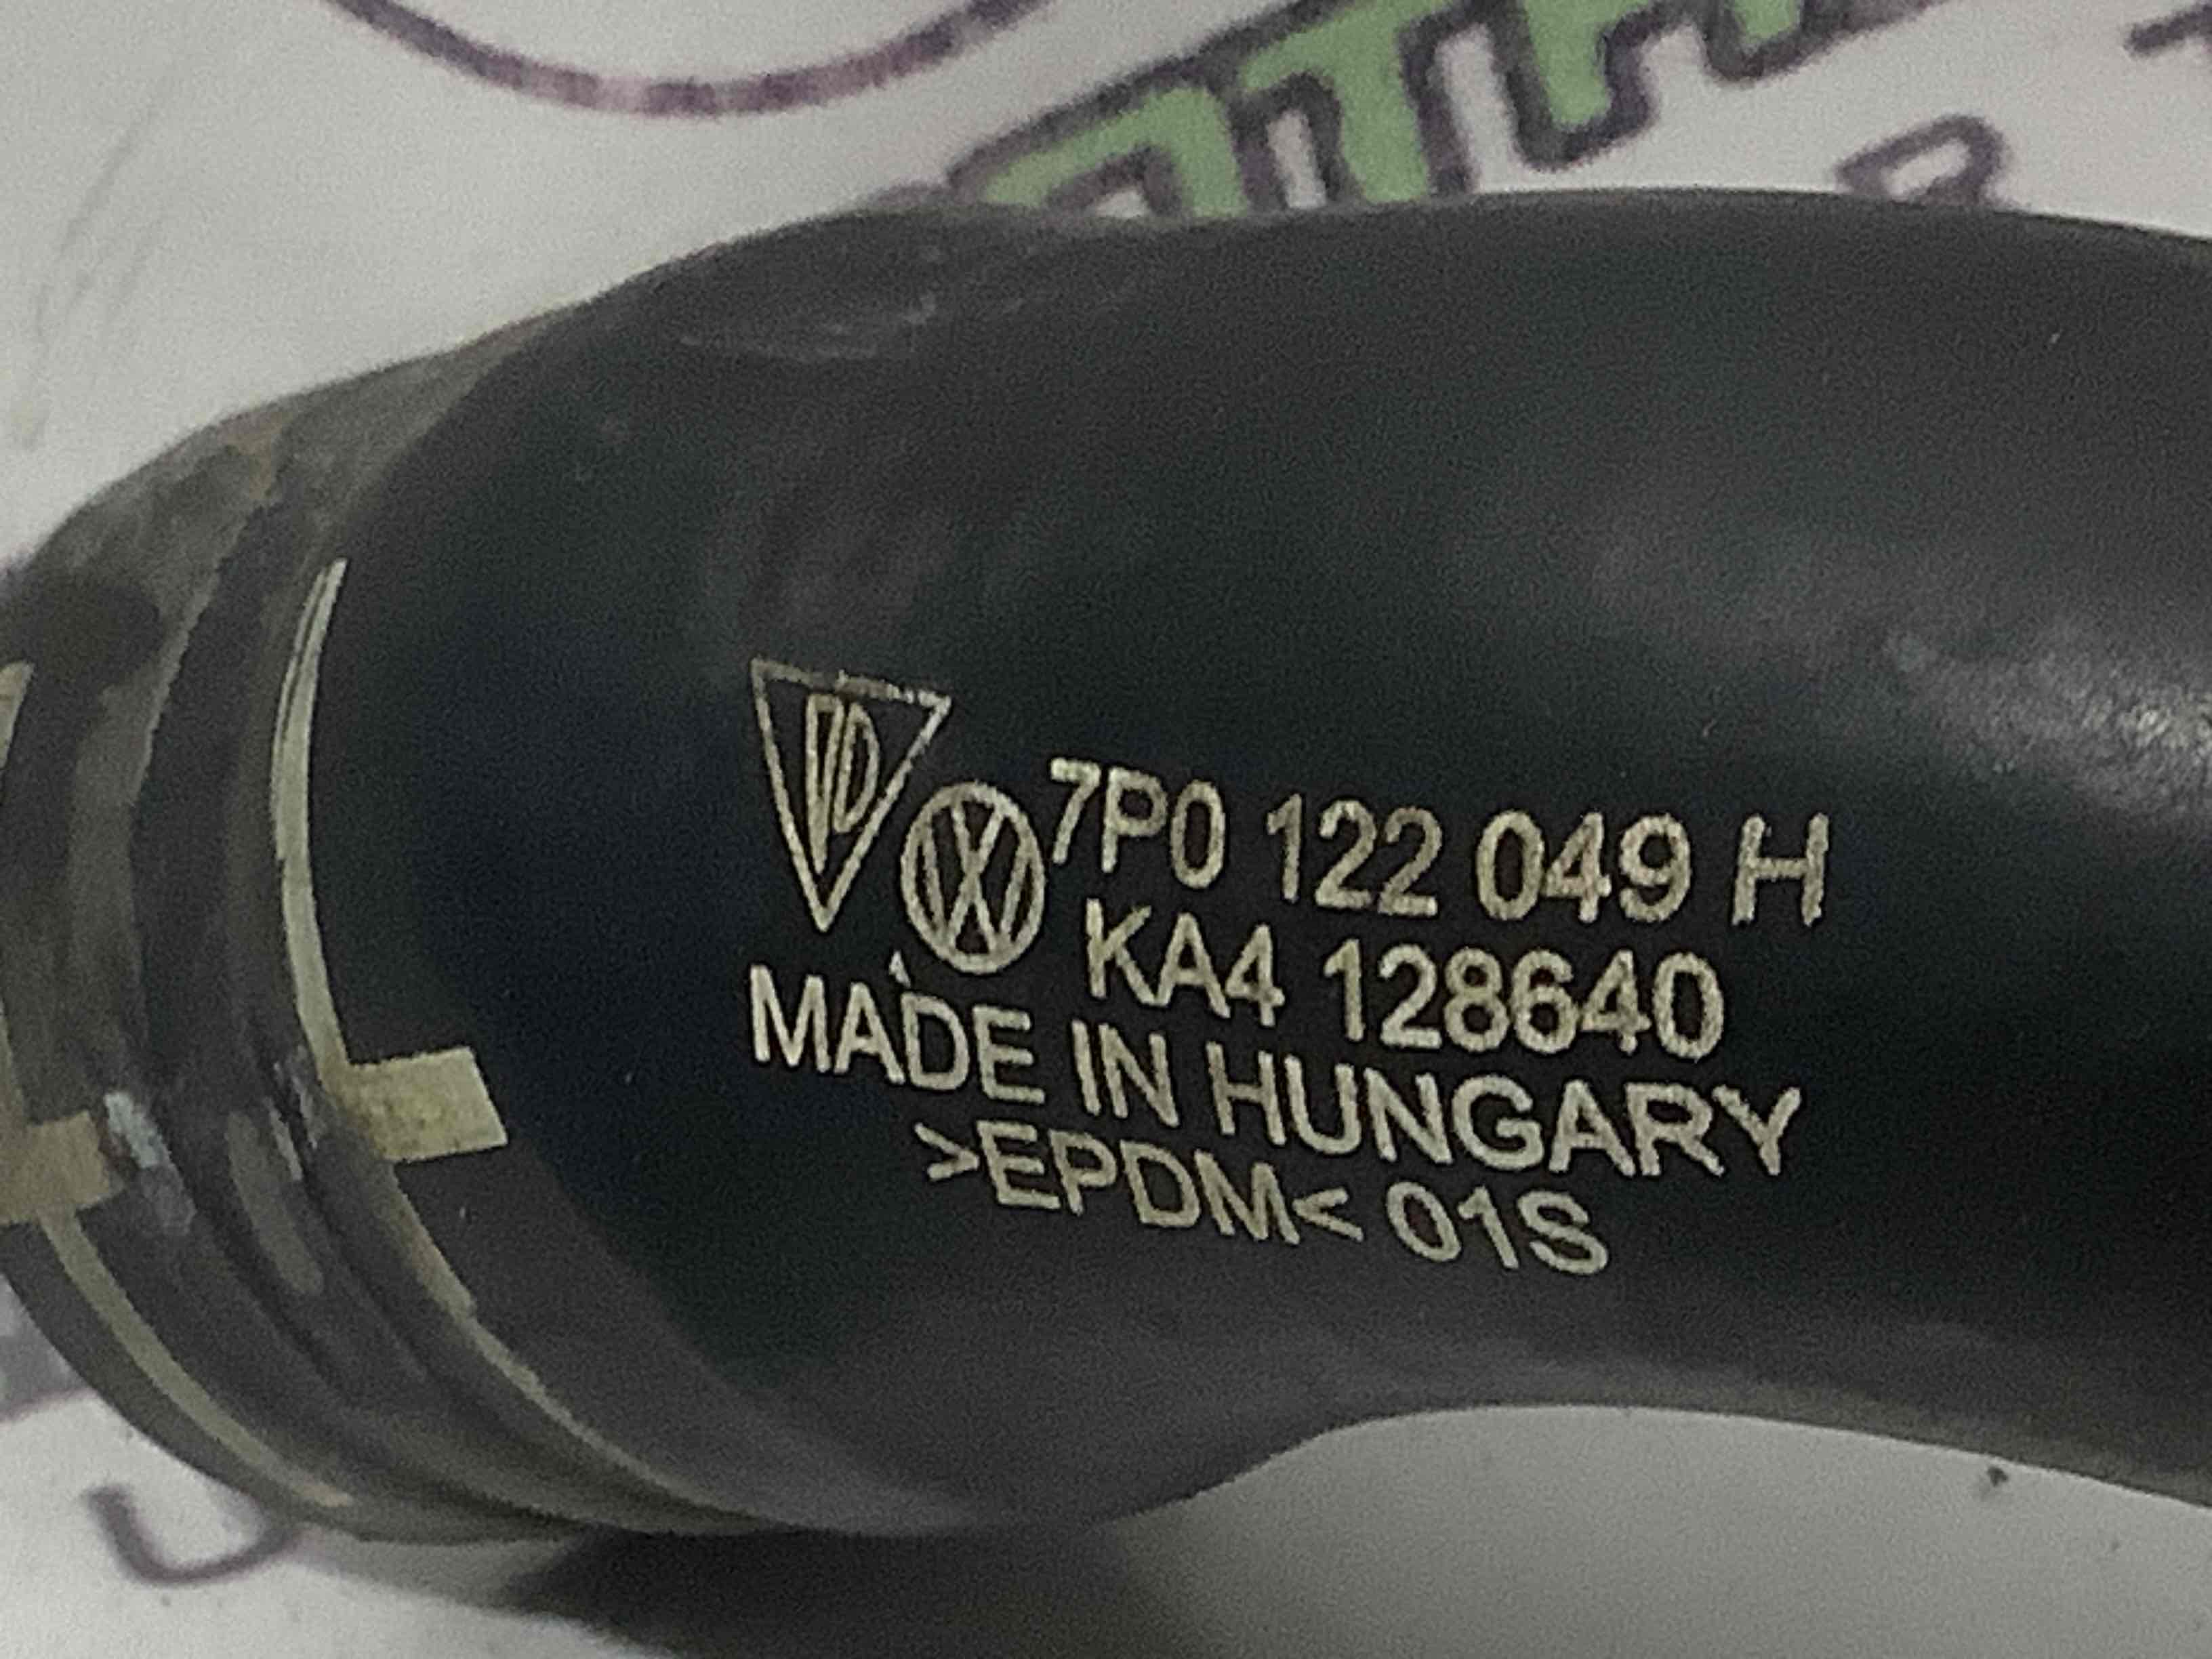 7P0 122 049 H
KA4 128640
MADE IN HUNGARY
>EPDM< 01S